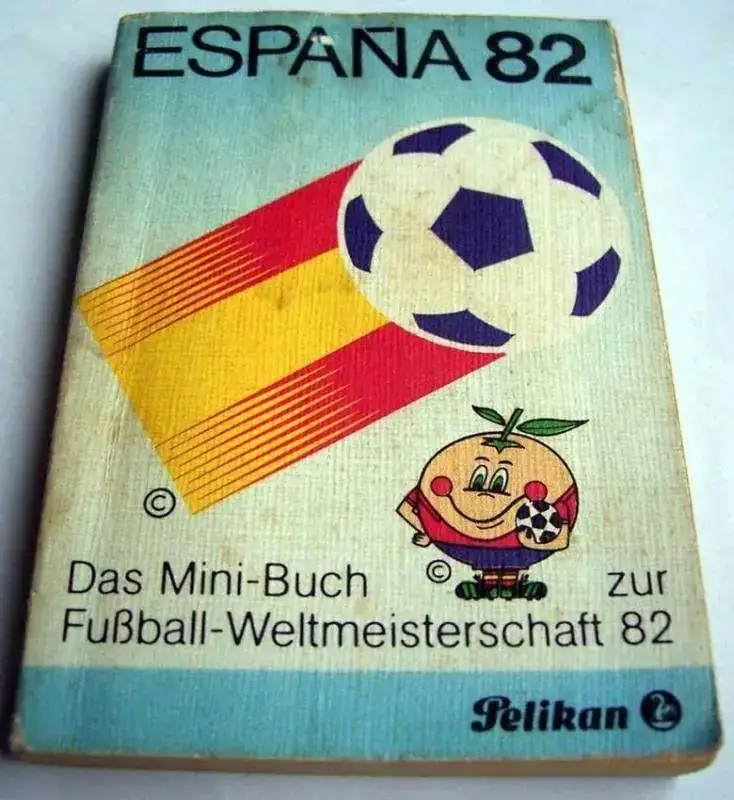 ESPAÑA 82
©
©
Das Mini-Buch zur
Fußball-Weltmeisterschaft 82
Pelikan